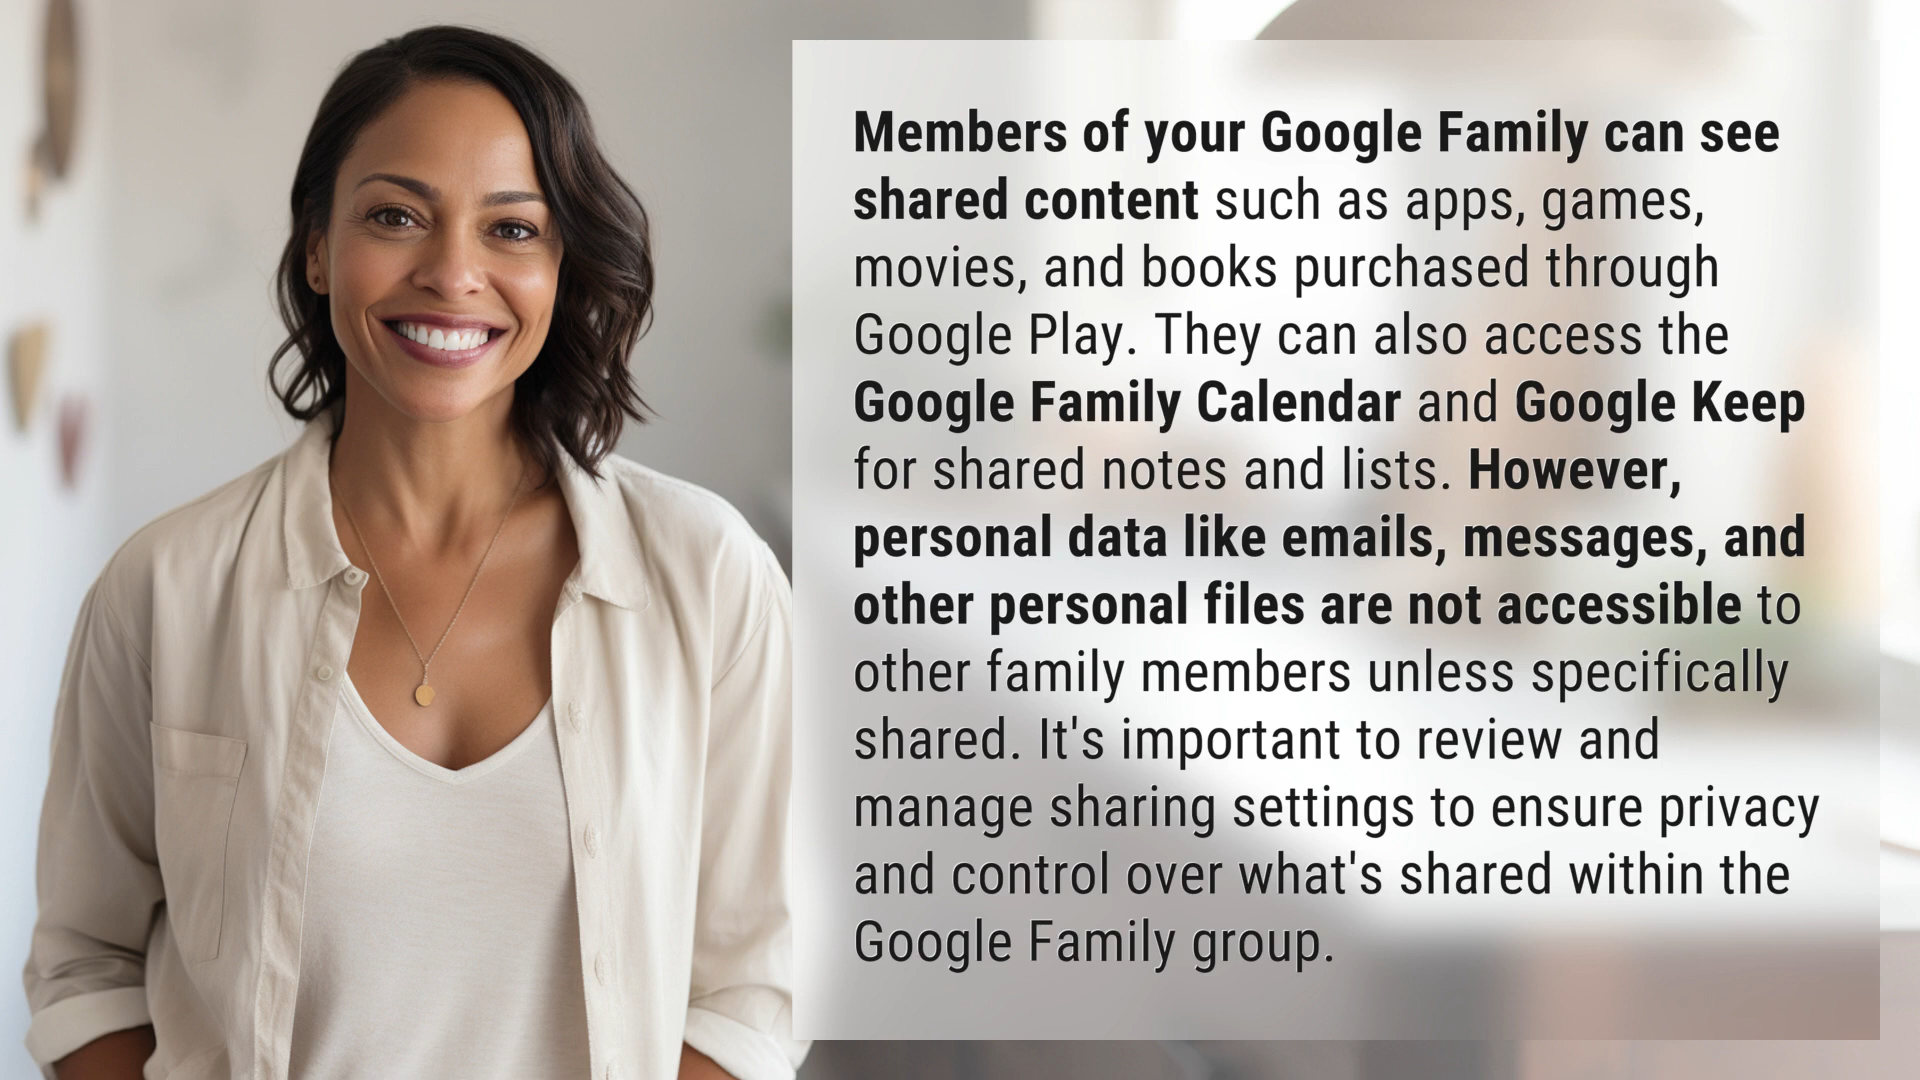 Members of your Google Family can see
shared content such as apps, games,
movies, and books purchased through
Google Play. They can also access the
Google Family Calendar and Google Keep
for shared notes and lists. However,
personal data like emails, messages, and
other personal files are not accessible to
other family members unless specifically
shared. It's important to review and
manage sharing settings to ensure privacy
and control over what's shared within the
Google Family group.